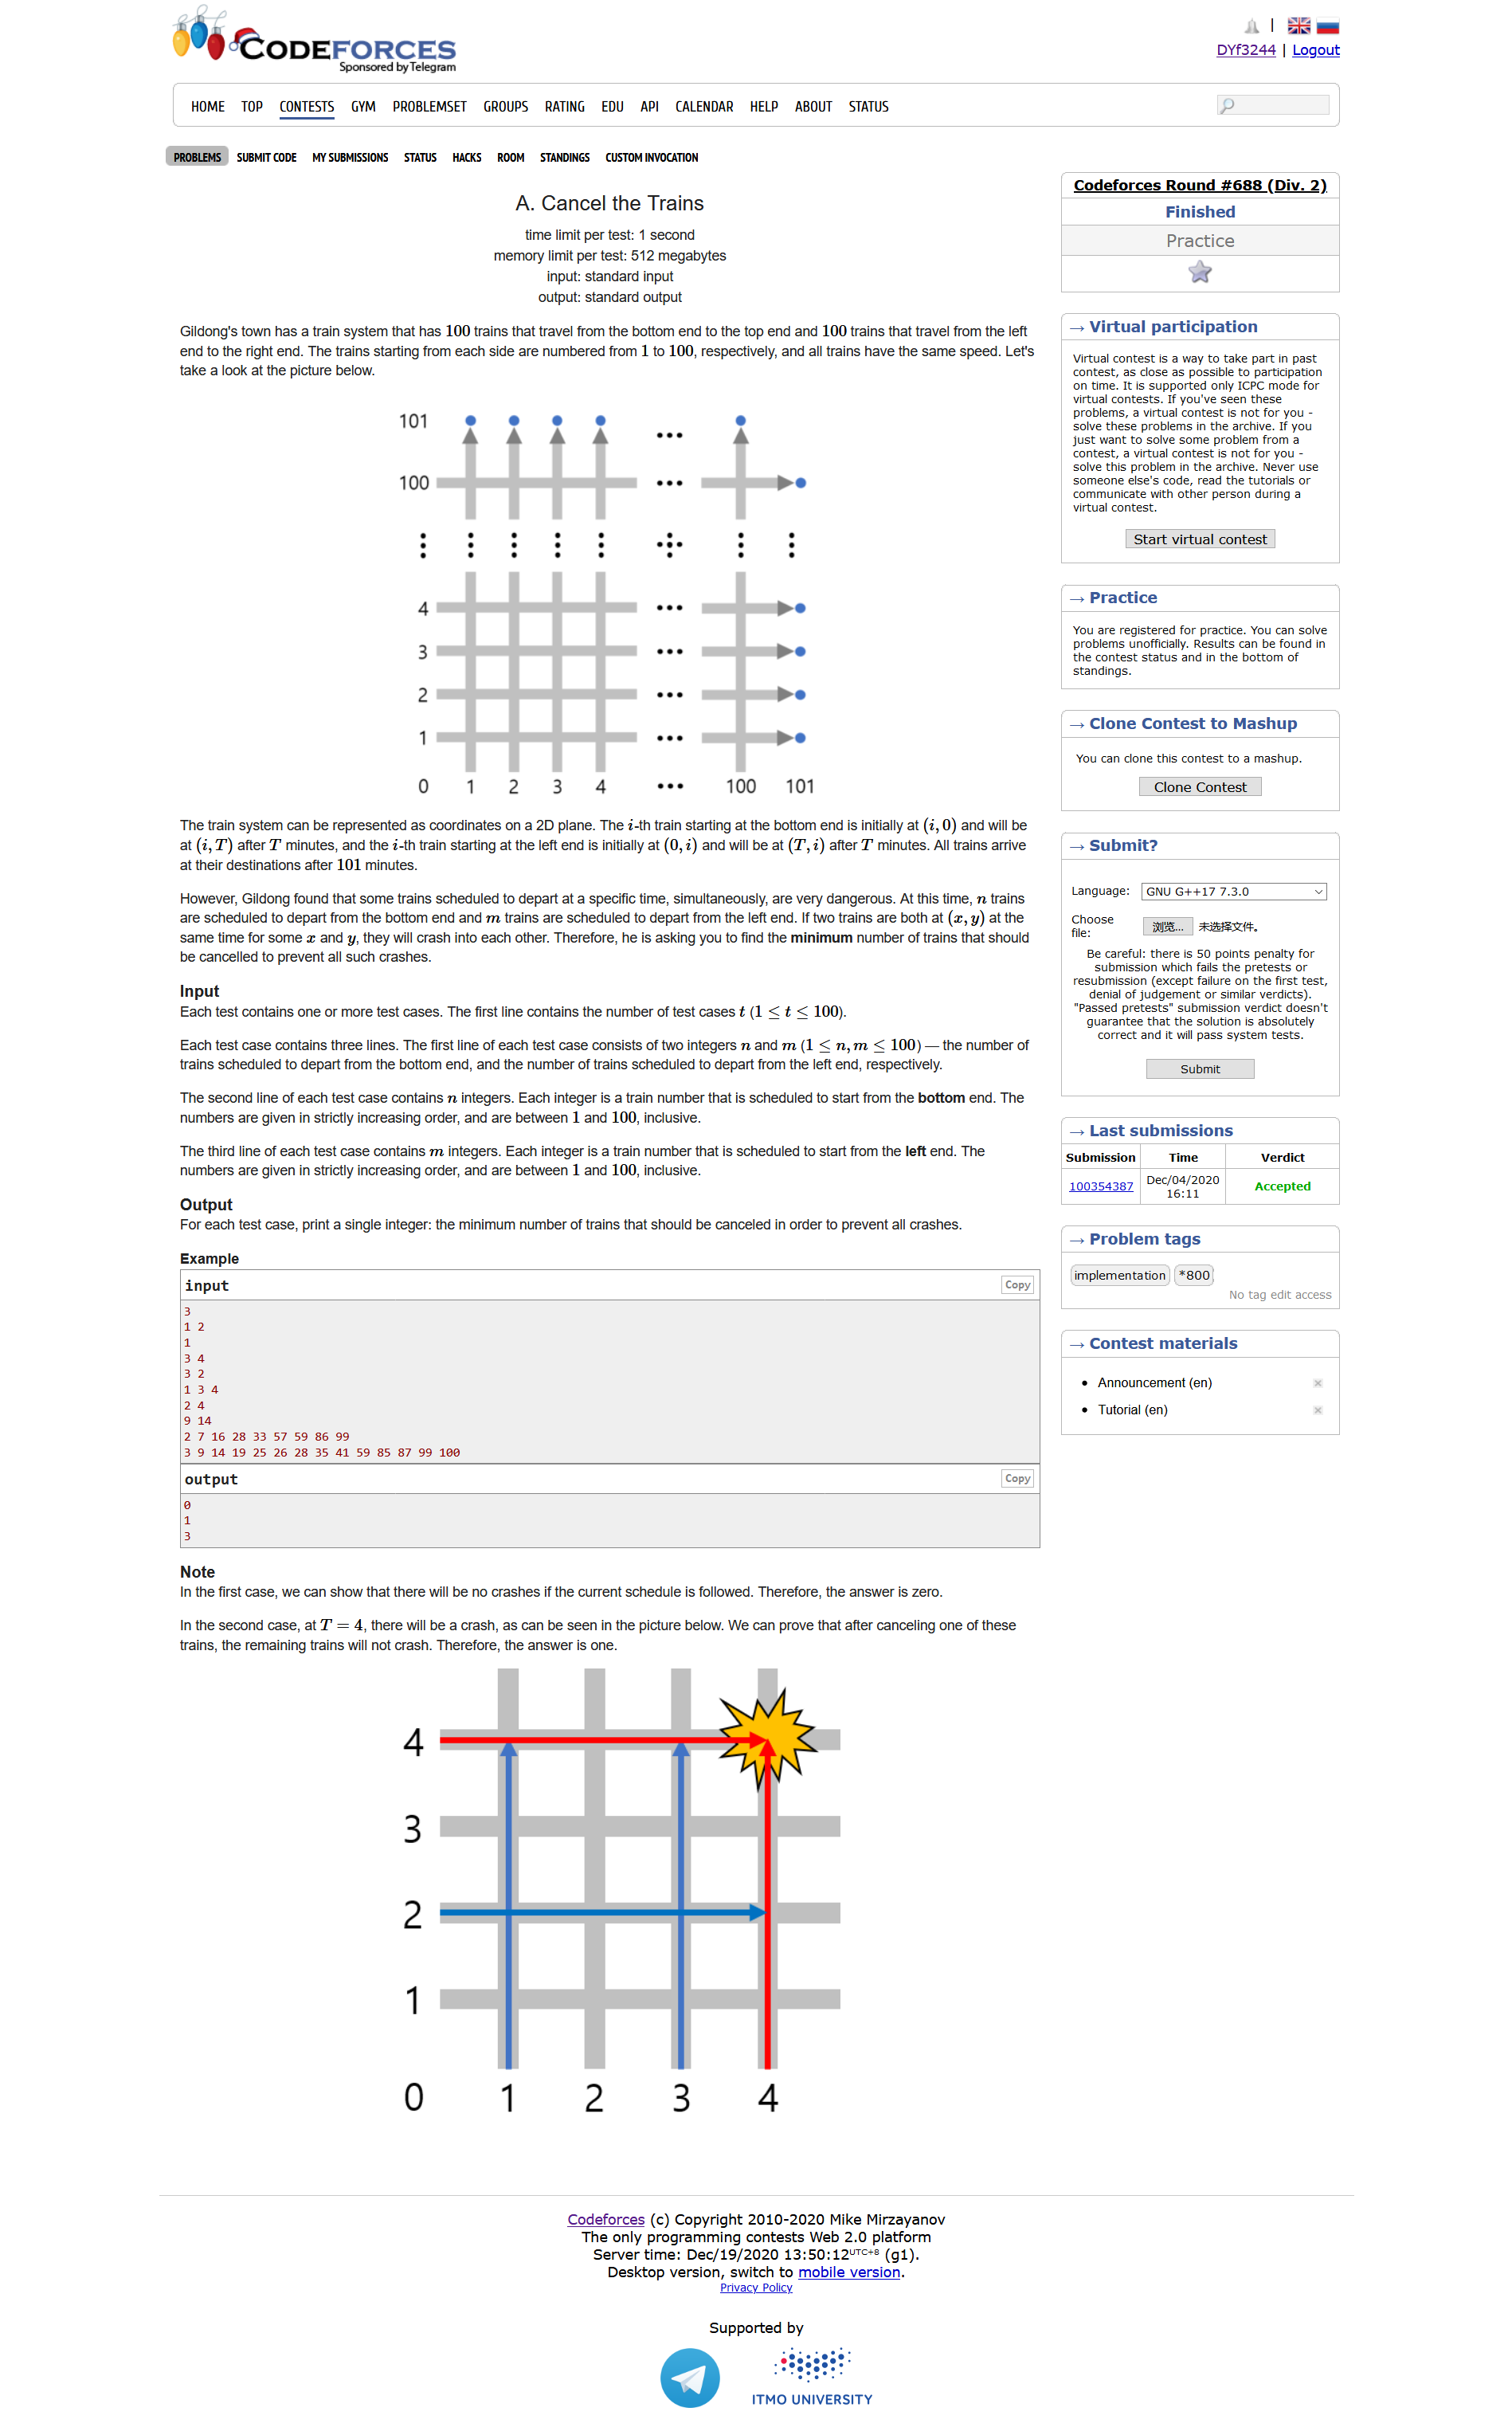 CODEFORCES
Sponsored by Telegram
|
DYf3244 | Logout
HOME TOP CONTESTS GYM PROBLEMSET GROUPS RATING EDU API CALENDAR HELP ABOUT STATUS
PROBLEMS SUBMIT CODE MY SUBMISSIONS STATUS HACKS ROOM STANDINGS CUSTOM INVOCATION
A. Cancel the Trains
time limit per test: 1 second
memory limit per test: 512 megabytes
input: standard input
output: standard output
Gildong's town has a train system that has 100 trains that travel from the bottom end to the top end and 100 trains that travel from the left
end to the right end. The trains starting from each side are numbered from 1 to 100, respectively, and all trains have the same speed. Let's
take a look at the picture below.
101
...
100 ...
4 ...
3 ...
2 ...
1 ...
0 1 2 3 4 ... 100 101
The train system can be represented as coordinates on a 2D plane. The i-th train starting at the bottom end is initially at (i, 0) and will be
at (i, T) after T minutes, and the i-th train starting at the left end is initially at (0, i) and will be at (T, i) after T minutes. All trains arrive
at their destinations after 101 minutes.
However, Gildong found that some trains scheduled to depart at a specific time, simultaneously, are very dangerous. At this time, n trains
are scheduled to depart from the bottom end and m trains are scheduled to depart from the left end. If two trains are both at (x, y) at the
same time for some x and y, they will crash into each other. Therefore, he is asking you to find the minimum number of trains that should
be cancelled to prevent all such crashes.
Input
Each test contains one or more test cases. The first line contains the number of test cases t (1 ≤ t ≤ 100).
Each test case contains three lines. The first line of each test case consists of two integers n and m (1 ≤ n, m ≤ 100) — the number of
trains scheduled to depart from the bottom end, and the number of trains scheduled to depart from the left end, respectively.
The second line of each test case contains n integers. Each integer is a train number that is scheduled to start from the bottom end. The
numbers are given in strictly increasing order, and are between 1 and 100, inclusive.
The third line of each test case contains m integers. Each integer is a train number that is scheduled to start from the left end. The
numbers are given in strictly increasing order, and are between 1 and 100, inclusive.
Output
For each test case, print a single integer: the minimum number of trains that should be canceled in order to prevent all crashes.
Example
input Copy
3
1 2
1
3 4
3 2
1 3 4
2 4
9 14
2 7 16 28 33 57 59 86 99
3 9 14 19 25 26 28 35 41 59 85 87 99 100
output Copy
0
1
3
Note
In the first case, we can show that there will be no crashes if the current schedule is followed. Therefore, the answer is zero.
In the second case, at T = 4, there will be a crash, as can be seen in the picture below. We can prove that after canceling one of these
trains, the remaining trains will not crash. Therefore, the answer is one.
4
3
2
1
0 1 2 3 4
Codeforces Round #688 (Div. 2)
Finished
Practice
→ Virtual participation
Virtual contest is a way to take part in past
contest, as close as possible to participation
on time. It is supported only ICPC mode for
virtual contests. If you've seen these
problems, a virtual contest is not for you -
solve these problems in the archive. If you
just want to solve some problem from a
contest, a virtual contest is not for you -
solve this problem in the archive. Never use
someone else's code, read the tutorials or
communicate with other person during a
virtual contest.
Start virtual contest
→ Practice
You are registered for practice. You can solve
problems unofficially. Results can be found in
the contest status and in the bottom of
standings.
→ Clone Contest to Mashup
You can clone this contest to a mashup.
Clone Contest
→ Submit?
Language: GNU G++17 7.3.0
Choose
file: 浏览... 未选择文件。
Be careful: there is 50 points penalty for
submission which fails the pretests or
resubmission (except failure on the first test,
denial of judgement or similar verdicts).
"Passed pretests" submission verdict doesn't
guarantee that the solution is absolutely
correct and it will pass system tests.
Submit
→ Last submissions
Submission Time Verdict
100354387 Dec/04/2020 16:11 Accepted
→ Problem tags
implementation *800
No tag edit access
→ Contest materials
• Announcement (en) ×
• Tutorial (en) ×
Codeforces (c) Copyright 2010-2020 Mike Mirzayanov
The only programming contests Web 2.0 platform
Server time: Dec/19/2020 13:50:12UTC+8 (g1).
Desktop version, switch to mobile version.
Privacy Policy
Supported by
ITMO UNIVERSITY